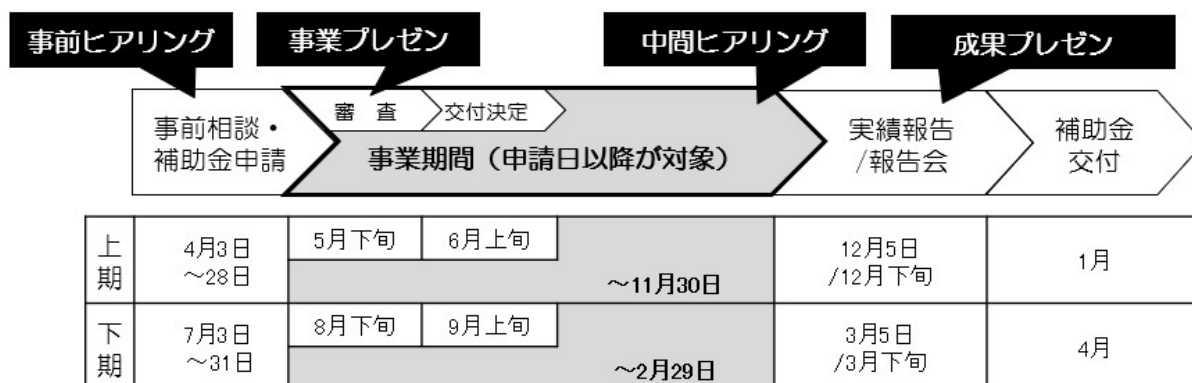 事前ヒアリング
事業プレゼン
中間ヒアリング
成果プレゼン
事前相談・
補助金申請
審 査
交付決定
事業期間（申請日以降が対象）
実績報告
/報告会
補助金
交付
上
期
4月3日
～28日
5月下旬
6月上旬
～11月30日
12月5日
/12月下旬
1月
下
期
7月3日
～31日
8月下旬
9月上旬
～2月29日
3月5日
/3月下旬
4月